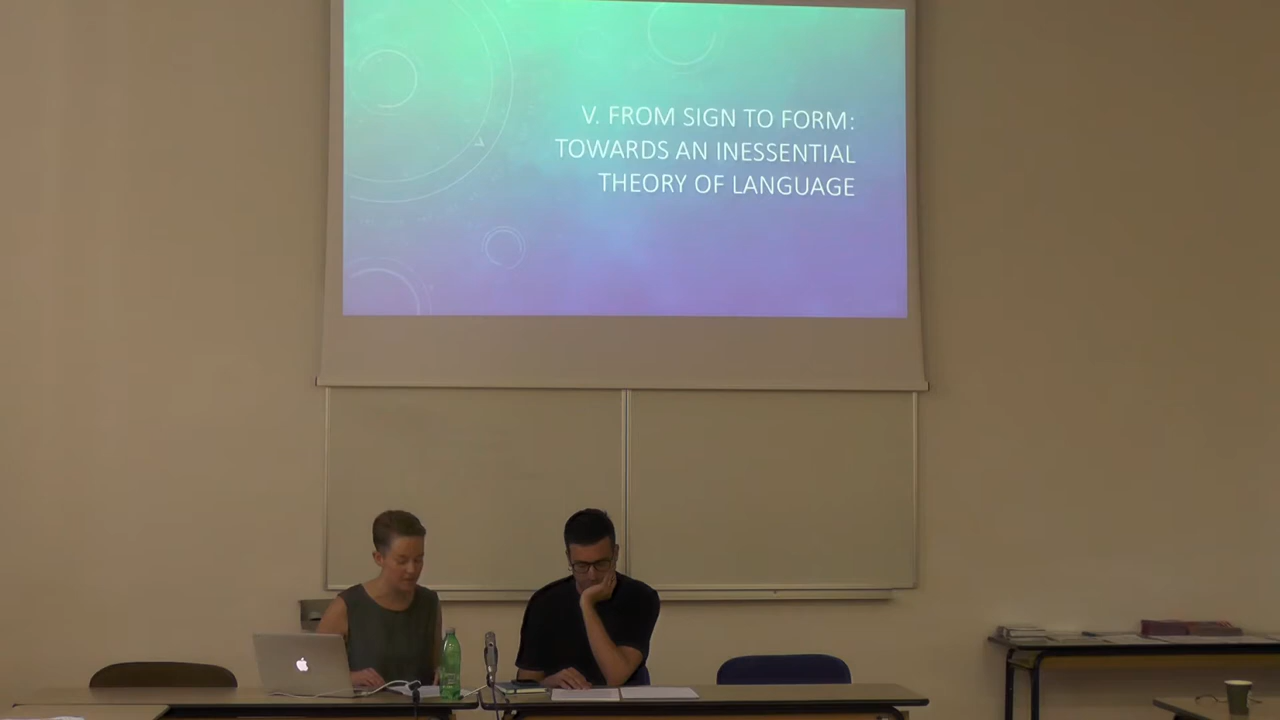 V. FROM SIGN TO FORM:
TOWARDS AN INESSENTIAL
THEORY OF LANGUAGE